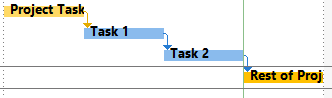 Project Task
Task 1
Task 2
Rest of Proj